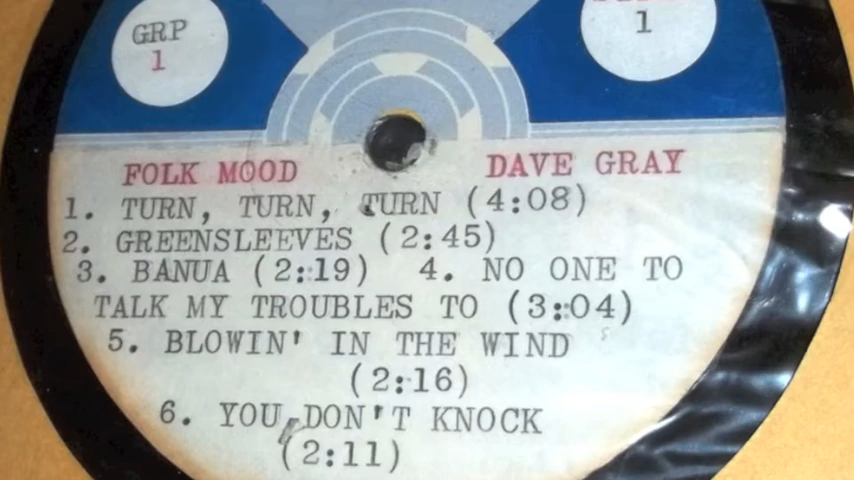 GRP
1
1
FOLK MOOD DAVE GRAY
1. TURN, TURN, TURN (4:08)
2. GREENSLEEVES (2:45)
3. BANUA (2:19) 4. NO ONE TO
TALK MY TROUBLES TO (3:04)
5. BLOWIN' IN THE WIND
(2:16)
6. YOU DON'T KNOCK
(2:11)